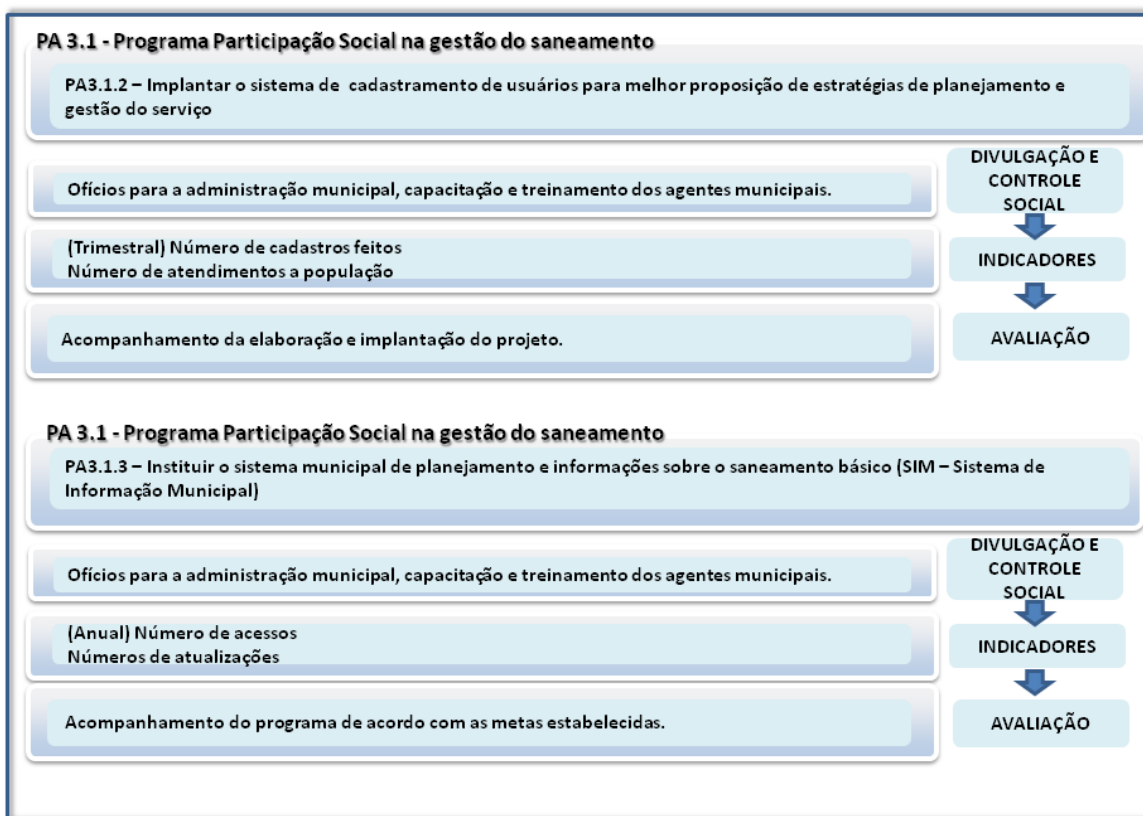 PA 3.1 - Programa Participação Social na gestão do saneamento
PA3.1.2 – Implantar o sistema de cadastramento de usuários para melhor proposição de estratégias de planejamento e
gestão do serviço
Ofícios para a administração municipal, capacitação e treinamento dos agentes municipais.
DIVULGAÇÃO E
CONTROLE
SOCIAL
(Trimestral) Número de cadastros feitos
Número de atendimentos a população
INDICADORES
Acompanhamento da elaboração e implantação do projeto.
AVALIAÇÃO
PA 3.1 - Programa Participação Social na gestão do saneamento
PA3.1.3 – Instituir o sistema municipal de planejamento e informações sobre o saneamento básico (SIM – Sistema de
Informação Municipal)
Ofícios para a administração municipal, capacitação e treinamento dos agentes municipais.
DIVULGAÇÃO E
CONTROLE
SOCIAL
(Anual) Número de acessos
Números de atualizações
INDICADORES
Acompanhamento do programa de acordo com as metas estabelecidas.
AVALIAÇÃO